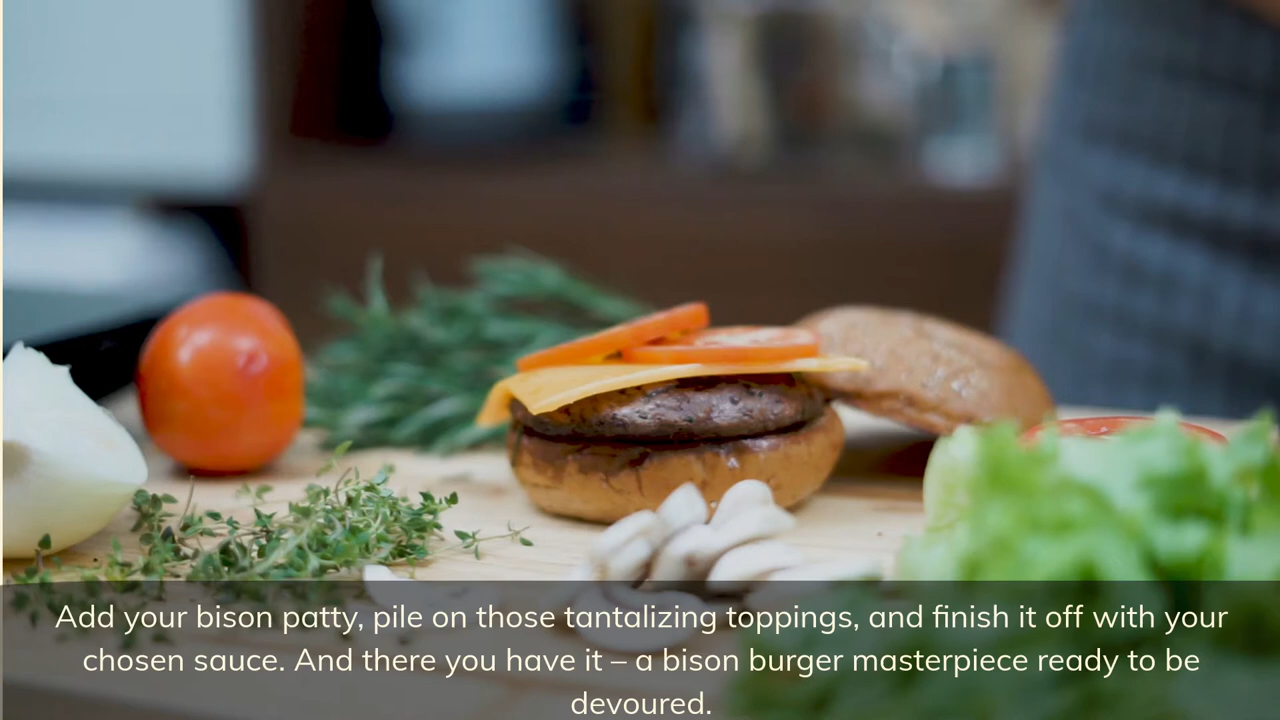 Add your bison patty, pile on those tantalizing toppings, and finish it off with your
chosen sauce. And there you have it – a bison burger masterpiece ready to be
devoured.